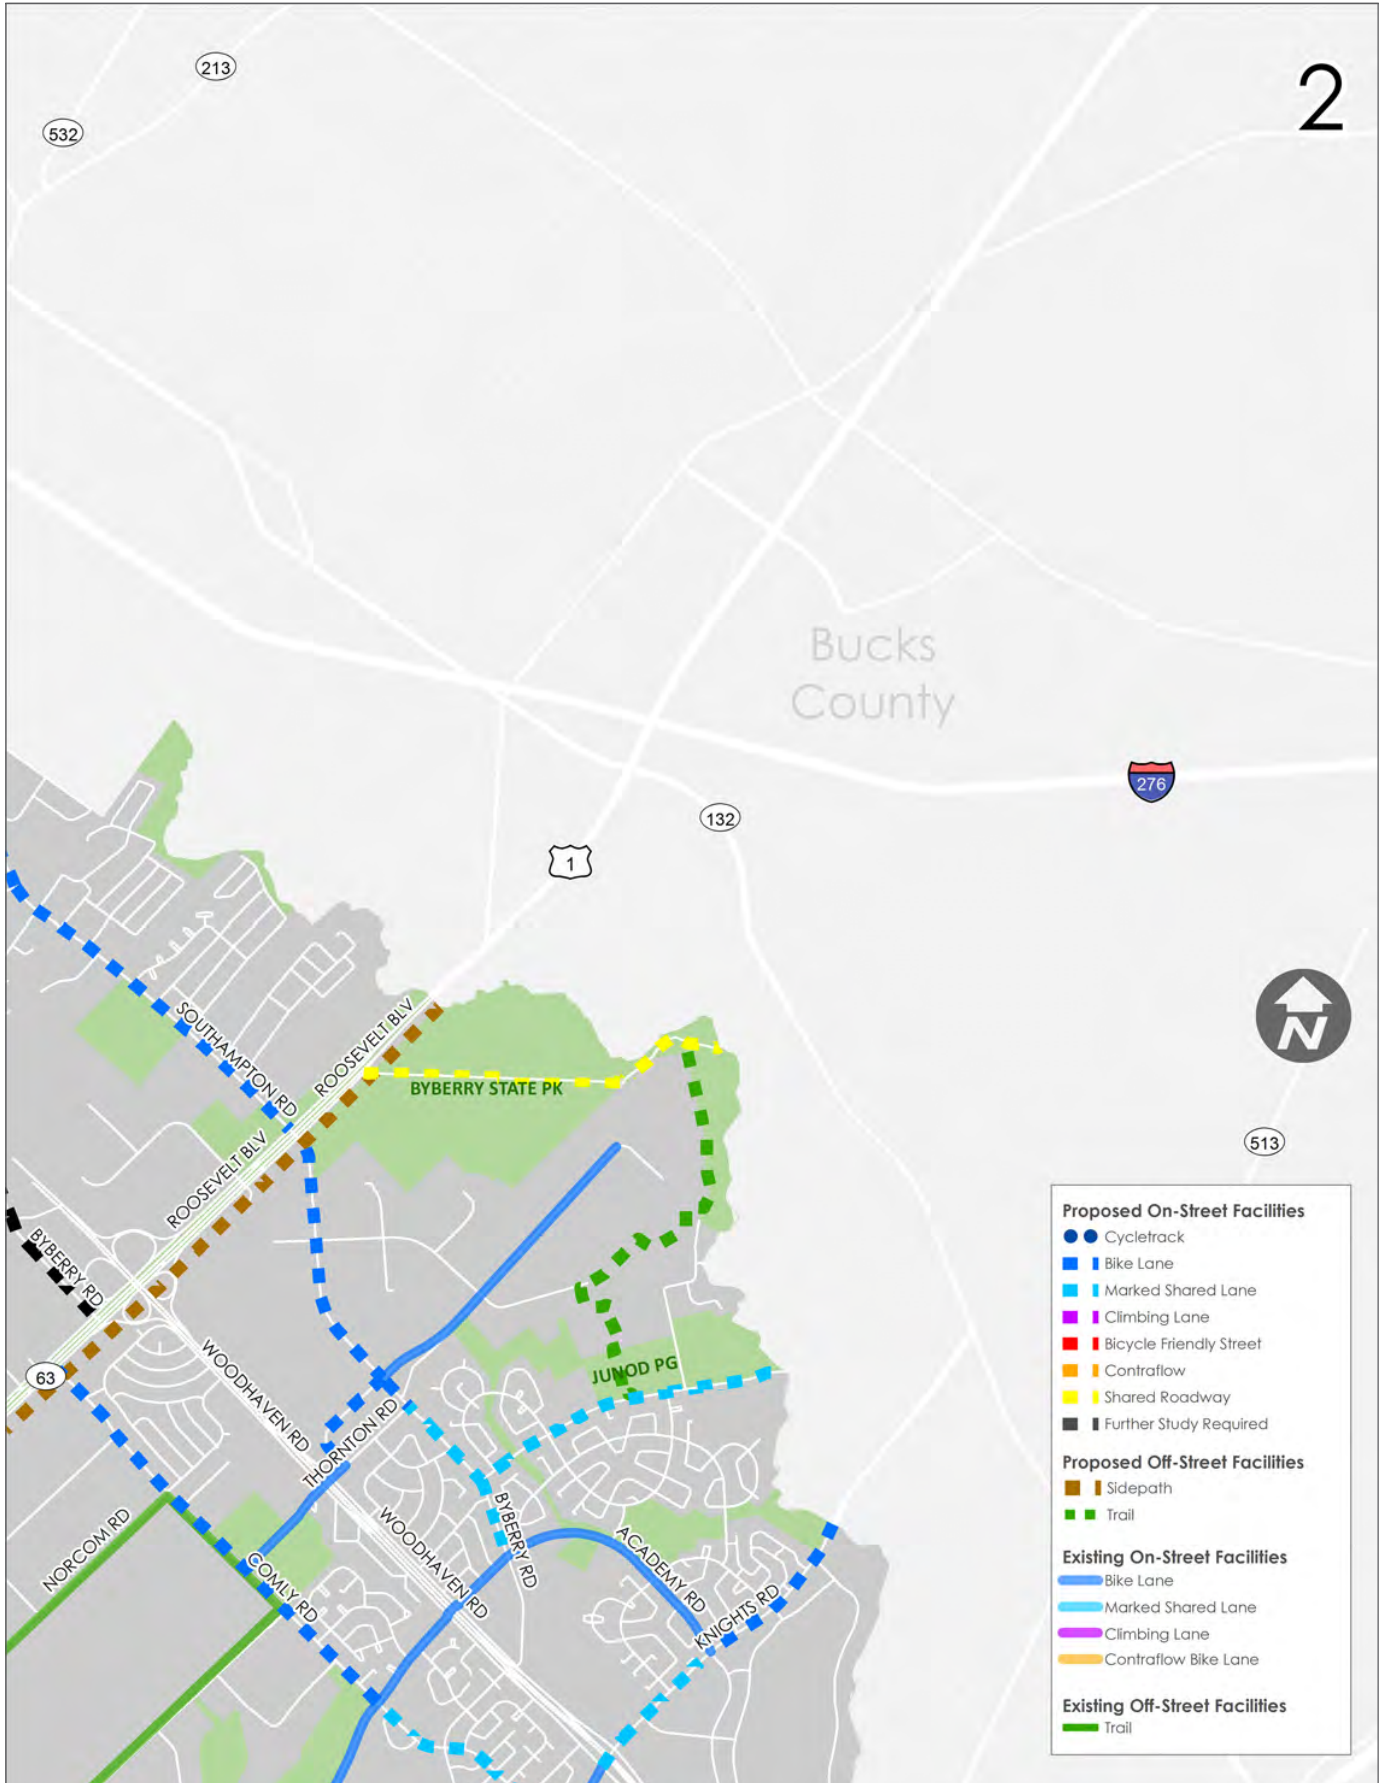 213
2
532
Bucks
County
276
132
1
SOUTHAMPTON RD
ROOSEVELT BLV
BYBERRY STATE PK
ROOSEVELT BLV
513
BYBERRY RD
63
WOODHAVEN RD
JUNOD PG
THORNTON RD
NORCOM RD
WOODHAVEN RD
BYBERRY RD
ACADEMY RD
COMLY RD
KNIGHTS RD
N
Proposed On-Street Facilities
Cycletrack
Bike Lane
Marked Shared Lane
Climbing Lane
Bicycle Friendly Street
Contraflow
Shared Roadway
Further Study Required
Proposed Off-Street Facilities
Sidepath
Trail
Existing On-Street Facilities
Bike Lane
Marked Shared Lane
Climbing Lane
Contraflow Bike Lane
Existing Off-Street Facilities
Trail